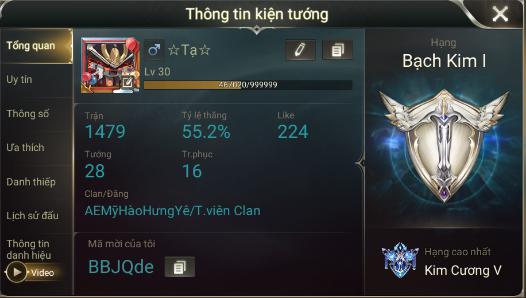 Thông tin kiện tướng
Tổng quan
Uy tín
Thông số
Ưa thích
Danh thiếp
Lịch sử đấu
Thông tin
danh hiệu
Video
☆Tạ☆
Lv 30
467020/999999
Trận
Tỷ lệ thắng
Like
1479
55.2%
224
Tướng
Tr.phục
28
16
Clan/Đăng
AEMỹHàoHưngYê/T.viên Clan
Mã mời của tôi
BBJQde
Hạng
Bạch Kim I
Hạng cao nhất
Kim Cương V